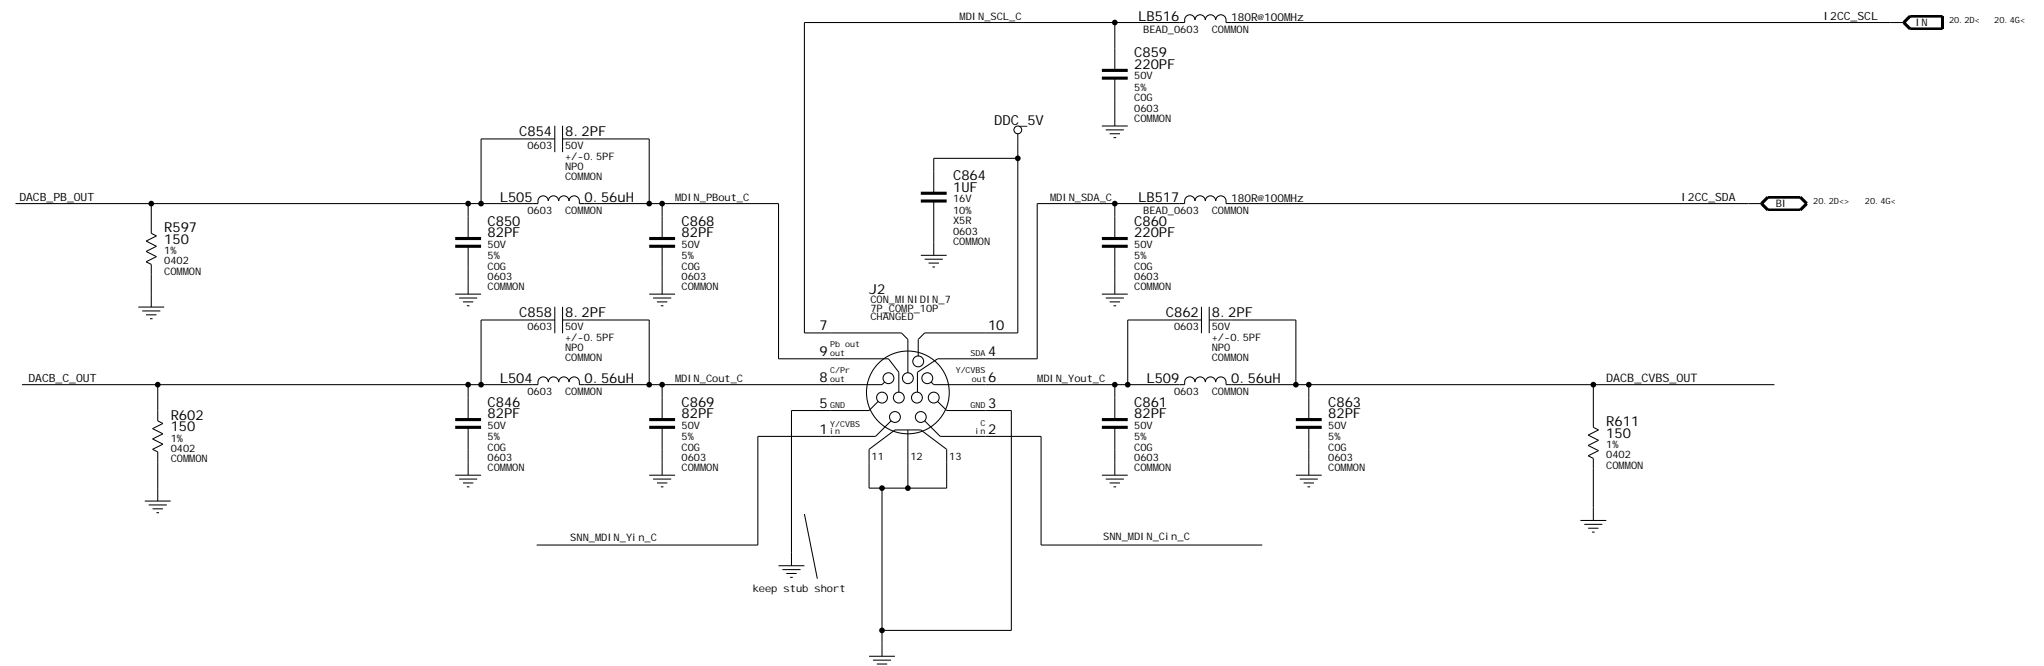 MDIN_SCL_C
LB516 180R@100MHz
BEAD_0603 COMMON
I2CC_SCL
IN
20.2D< 20.4G<
C859
220PF
50V
5%
COG
0603
COMMON
DDC_5V
C864
1UF
16V
10%
X5R
0603
COMMON
C854 8.2PF
0603 50V
+/-0.5PF
NPO
COMMON
DACB_PB_OUT
L505 0.56uH
0603 COMMON
MDIN_PBout_C
R597
150
1%
0402
COMMON
C850
82PF
50V
5%
COG
0603
COMMON
C868
82PF
50V
5%
COG
0603
COMMON
MDIN_SDA_C
LB517 180R@100MHz
BEAD_0603 COMMON
I2CC_SDA
BI
20.2D<> 20.4G<
C860
220PF
50V
5%
COG
0603
COMMON
J2
CON_MINIDIN_7
7P_COMP_10P
CHANGED
7
10
9 Pb out
out
SDA 4
8 C/Pr
out
Y/CVBS
out 6
5 GND
GND 3
1 Y/CVBS
in
C
in 2
11
12
13
C858 8.2PF
0603 50V
+/-0.5PF
NPO
COMMON
DACB_C_OUT
L504 0.56uH
0603 COMMON
MDIN_Cout_C
R602
150
1%
0402
COMMON
C846
82PF
50V
5%
COG
0603
COMMON
C869
82PF
50V
5%
COG
0603
COMMON
C862 8.2PF
0603 50V
+/-0.5PF
NPO
COMMON
MDIN_Yout_C
L509 0.56uH
0603 COMMON
DACB_CVBS_OUT
C861
82PF
50V
5%
COG
0603
COMMON
C863
82PF
50V
5%
COG
0603
COMMON
R611
150
1%
0402
COMMON
SNN_MDIN_Yin_C
SNN_MDIN_Cin_C
keep stub short